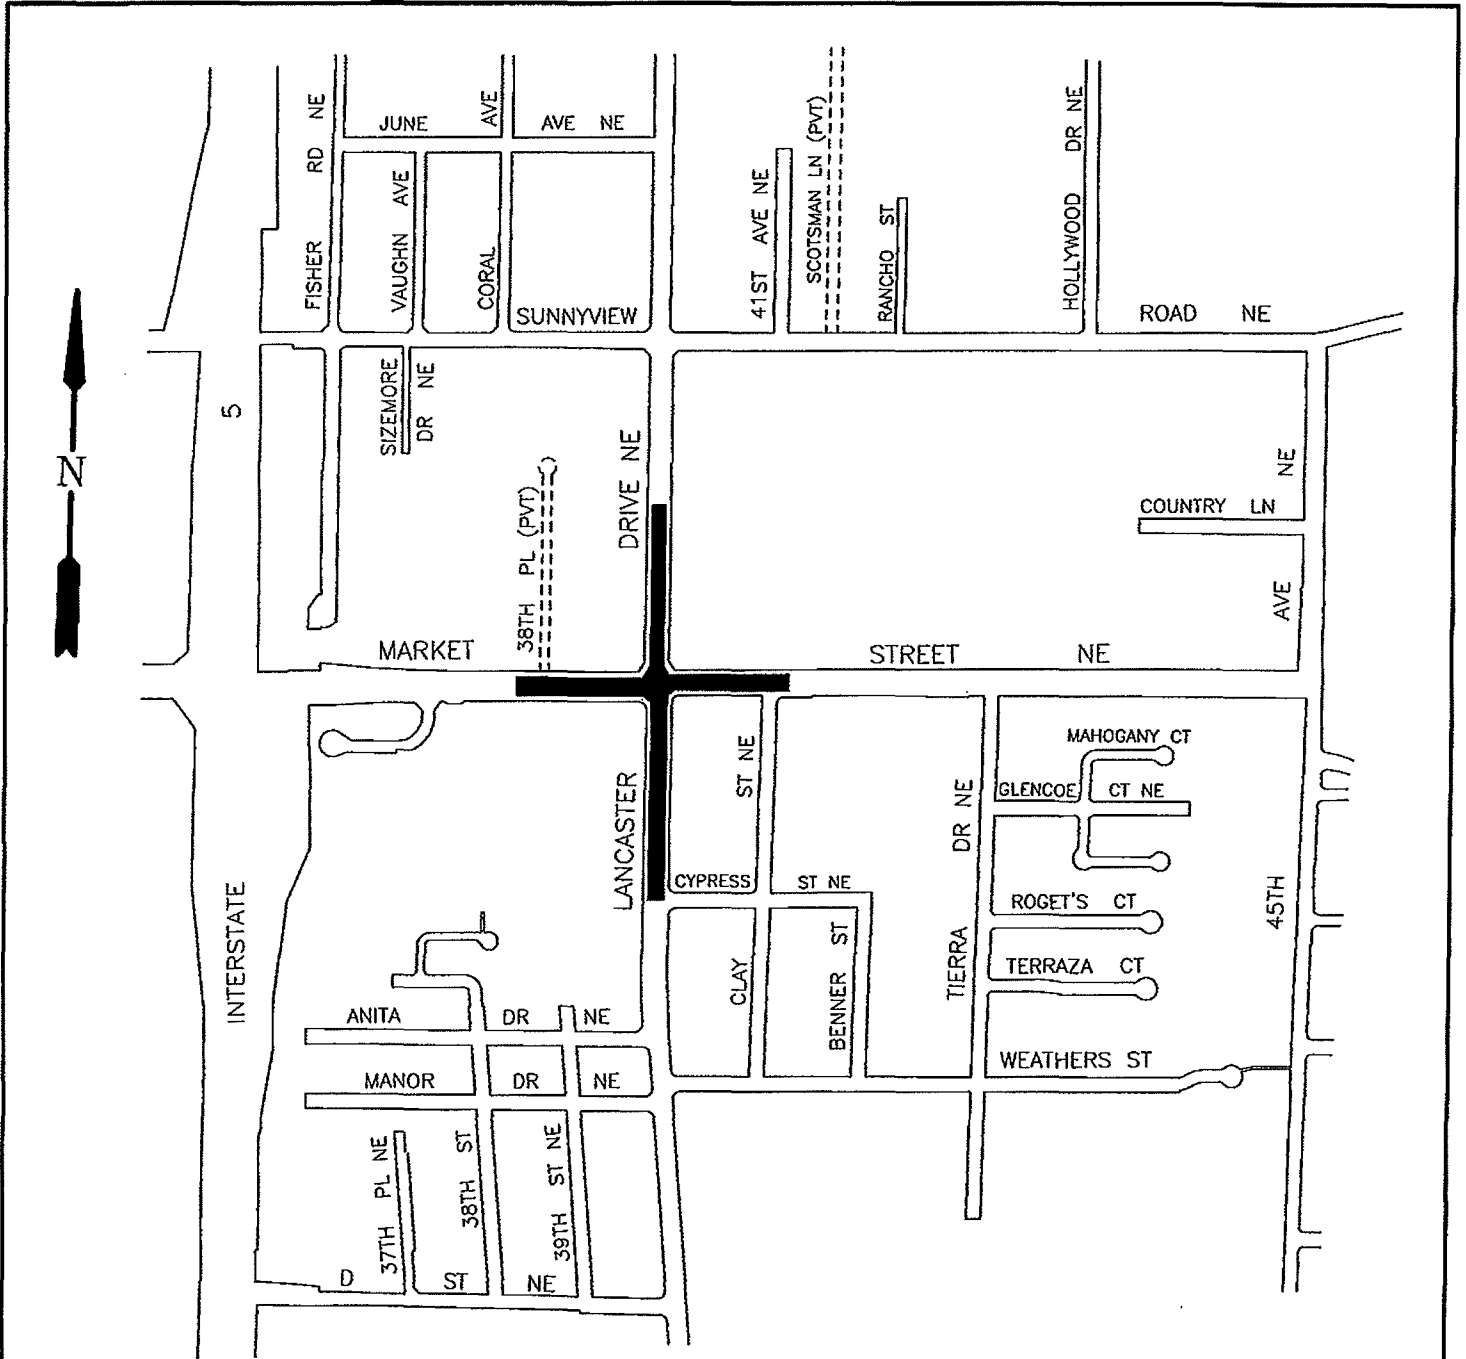 FISHER RD NE
JUNE AVE NE
VAUGHN AVE
CORAL AVE
SUNNYVIEW ROAD NE
41ST AVE NE
SCOTSMAN LN (PVT)
RANCHO ST
HOLLYWOOD DR NE
SIZEMORE
DR NE
5
N
38TH PL (PVT)
LANCASTER DRIVE NE
COUNTRY LN
MARKET STREET NE
45TH AVE NE
CLAY ST NE
MAHOGANY CT
GLENCOE CT NE
TIERRA DR NE
CYPRESS ST NE
BENNER ST
ROGET'S CT
TERRAZA CT
INTERSTATE
ANITA DR NE
WEATHERS ST
MANOR DR NE
37TH PL NE
38TH ST
39TH ST NE
D ST NE